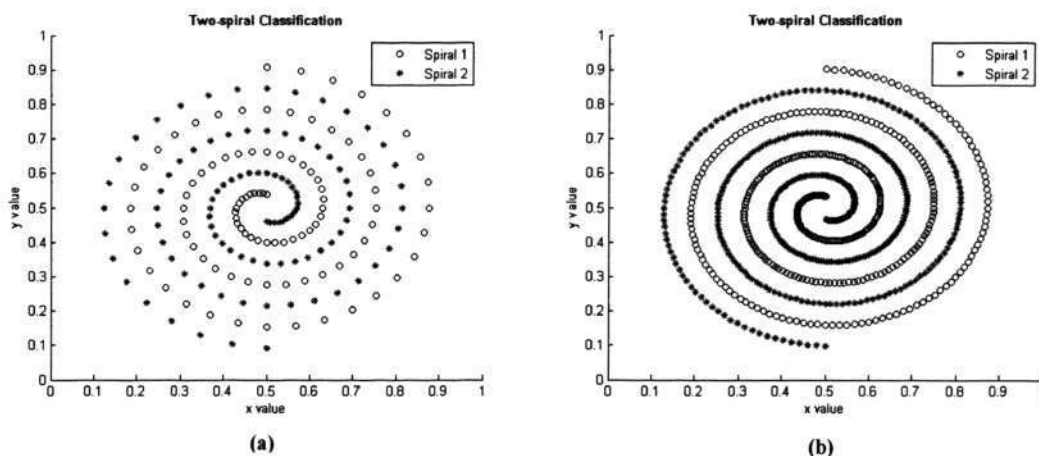 Two-spiral Classification
Spiral 1
Spiral 2
1
0.9
0.8
0.7
0.6
0.5
0.4
0.3
0.2
0.1
0
y value
0 0.1 0.2 0.3 0.4 0.5 0.6 0.7 0.8 0.9 1
x value
(a)
Two-spiral Classification
Spiral 1
Spiral 2
1
0.9
0.8
0.7
0.6
0.5
0.4
0.3
0.2
0.1
0
y value
0 0.1 0.2 0.3 0.4 0.5 0.6 0.7 0.8 0.9
x value
(b)